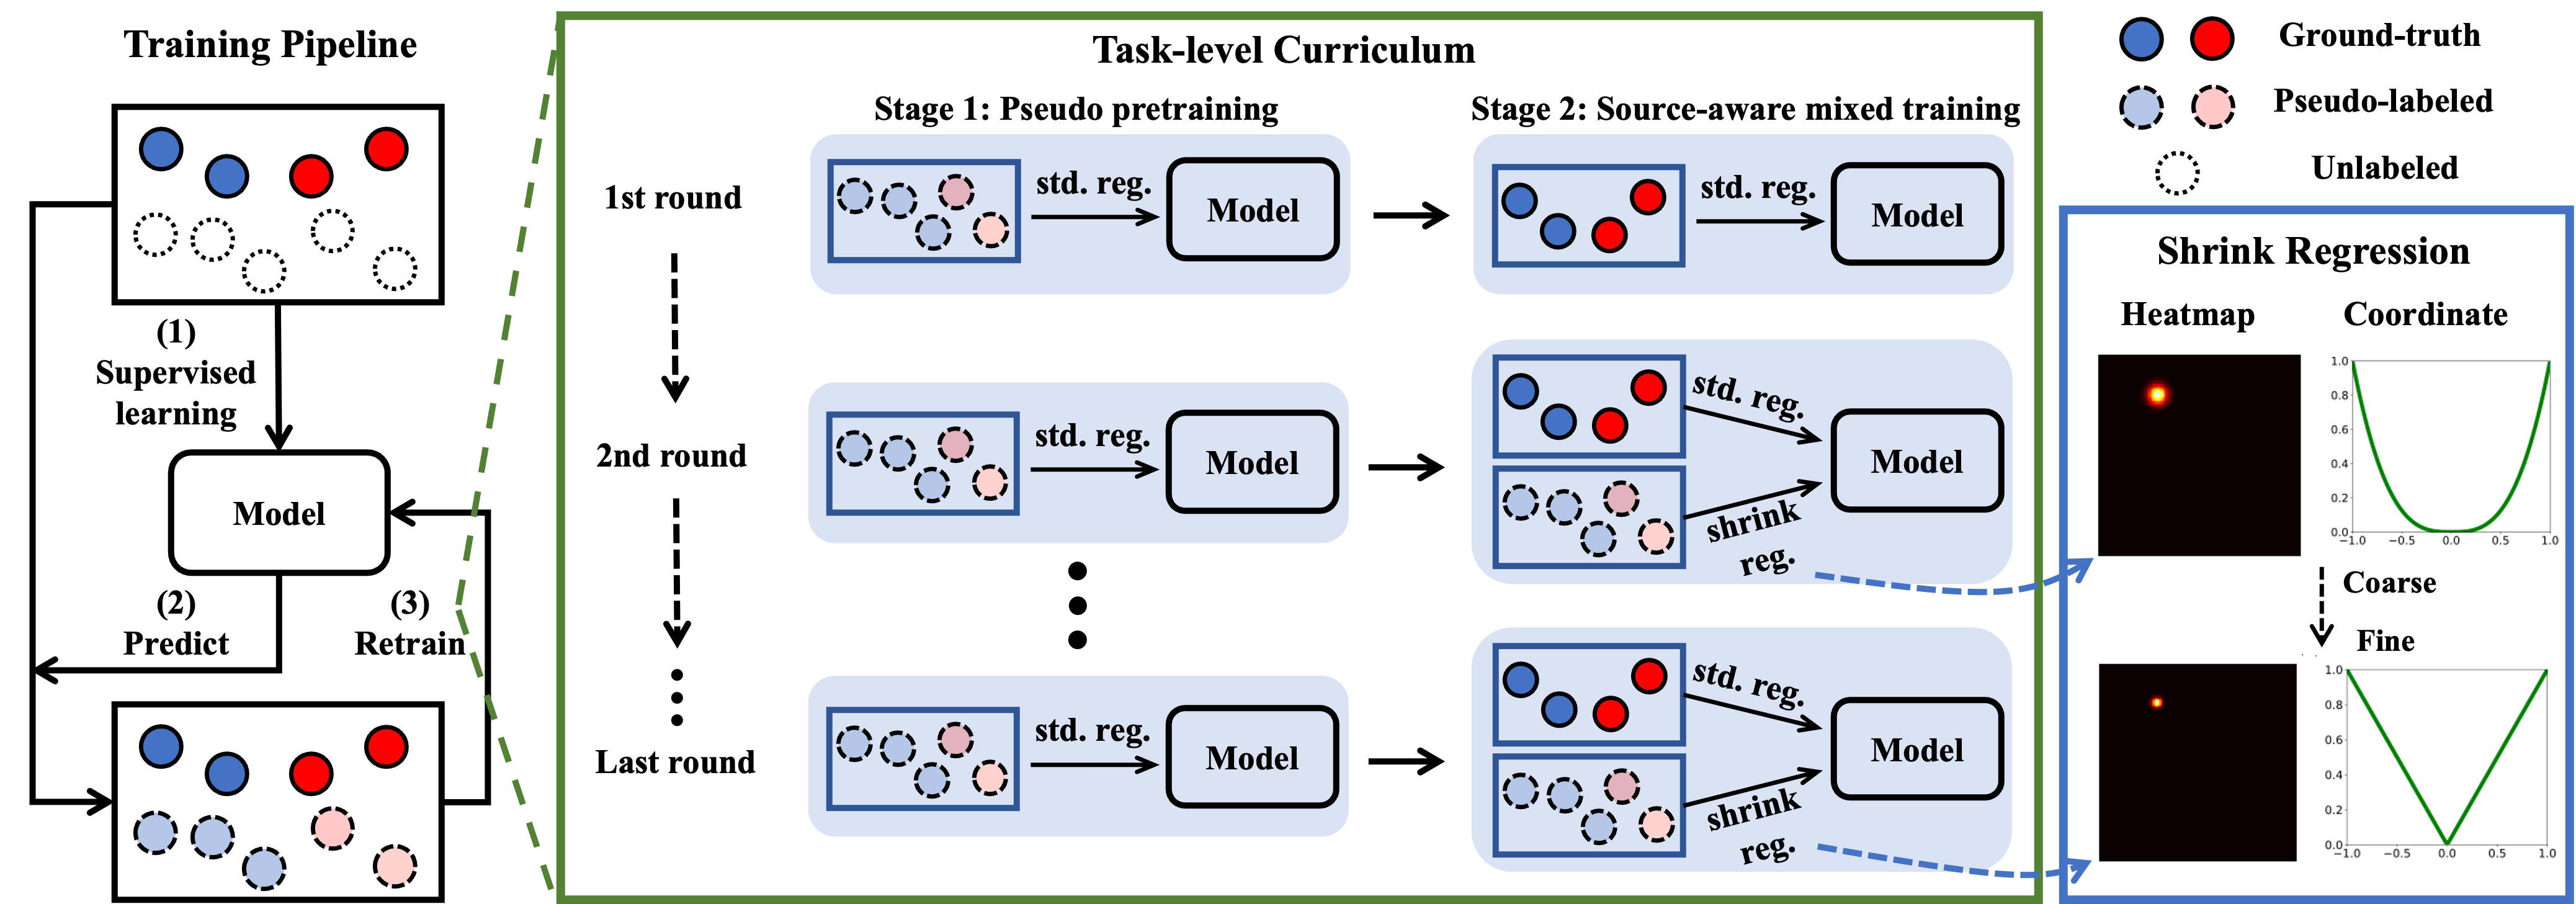 Training Pipeline
(1)
Supervised
learning
Model
(2)
Predict
(3)
Retrain
Task-level Curriculum
Stage 1: Pseudo pretraining
Stage 2: Source-aware mixed training
1st round
std. reg.
Model
std. reg.
Model
2nd round
std. reg.
Model
std. reg.
shrink
reg.
Model
Last round
std. reg.
Model
std. reg.
shrink
reg.
Model
Ground-truth
Pseudo-labeled
Unlabeled
Shrink Regression
Heatmap
Coordinate
1.0
0.8
0.6
0.4
0.2
0.0
−1.0 −0.5 0.0 0.5 1.0
Coarse
Fine
1.0
0.8
0.6
0.4
0.2
0.0
−1.0 −0.5 0.0 0.5 1.0